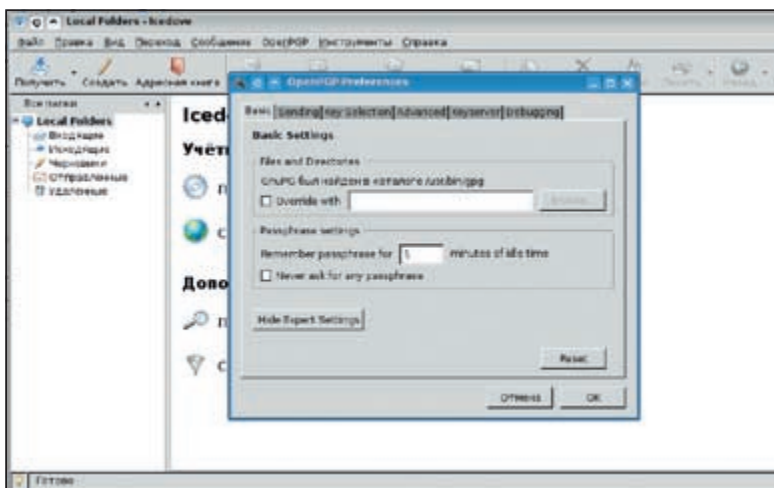 Local Folders - Icedove
Файл Правка Вид Переход Сообщение OpenPGP Инструменты Справка
Получить Создать Адресная книга
OpenPGP Preferences
Все папки
Basic Sending Key Selection Advanced Keyserver Debugging
Local Folders
Входящие
Исходящие
Черновики
Отправленные
Удаленные
Iced
Учётн
п
с
Допо
п
с
Basic Settings
Files and Directories
GnuPG был найден в каталоге /usr/bin/gpg
Override with
Browse...
Passphrase settings
Remember passphrase for 5 minutes of idle time
Never ask for any passphrase
Hide Expert Settings
Reset
Отмена OK
Готово